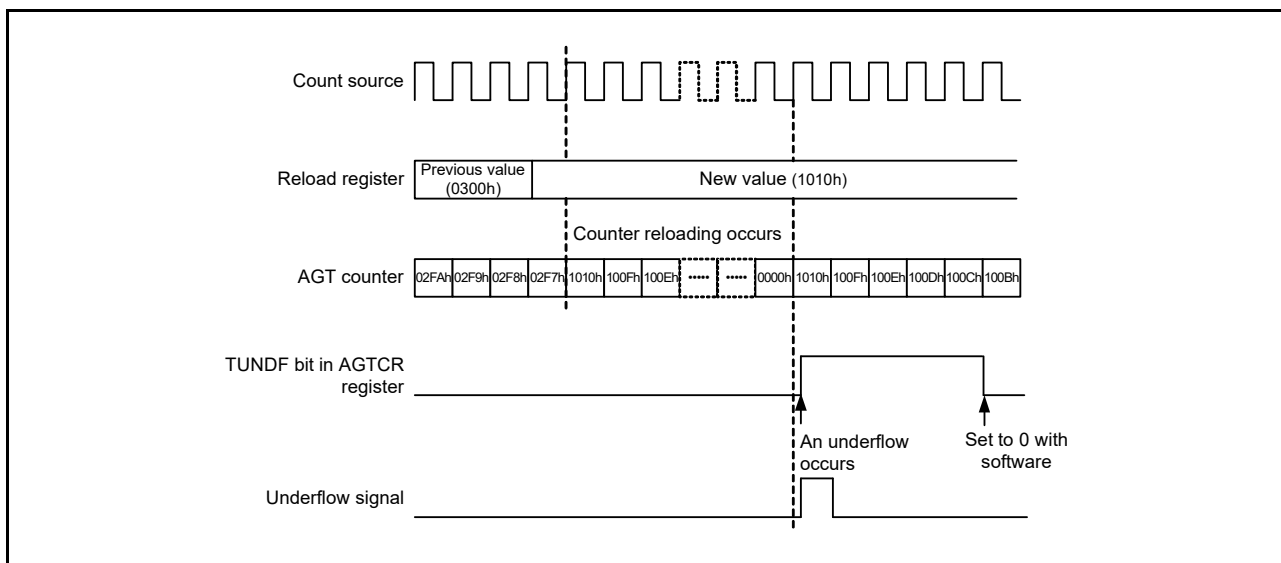 Count source
Reload register
Previous value
(0300h)
New value (1010h)
Counter reloading occurs
AGT counter
02FAh 02F9h 02F8h 02F7h 1010h 100Fh 100Eh ····· ····· 0000h 1010h 100Fh 100Eh 100Dh 100Ch 100Bh
TUNDF bit in AGTCR
register
An underflow
occurs
Set to 0 with
software
Underflow signal